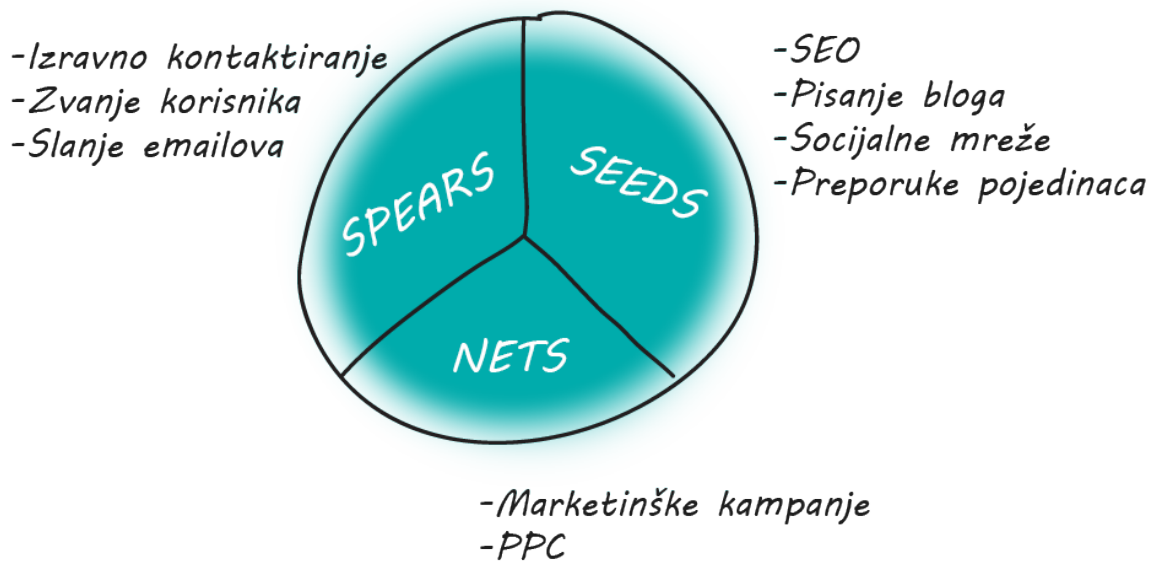 -Izravno kontaktiranje
-Zvanje korisnika
-Slanje emailova
SPEARS
SEEDS
-SEO
-Pisanje bloga
-Socijalne mreže
-Preporuke pojedinaca
NETS
-Marketinške kampanje
-PPC